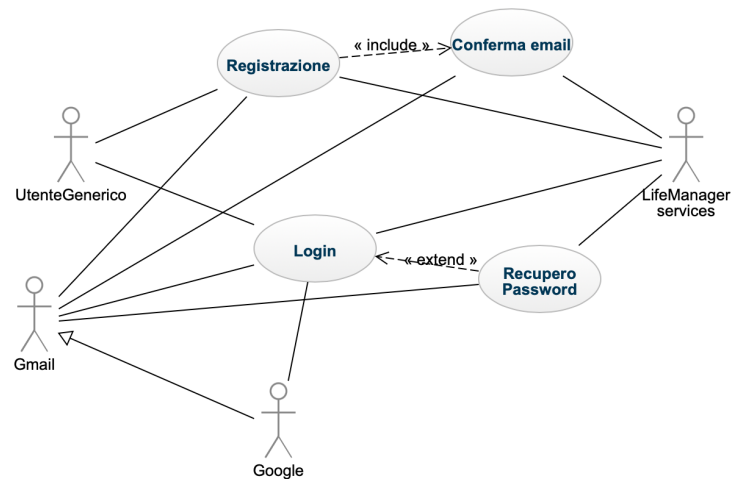 « include »
Conferma email
Registrazione
UtenteGenerico
LifeManager
services
Login
« extend »
Recupero
Password
Gmail
Google